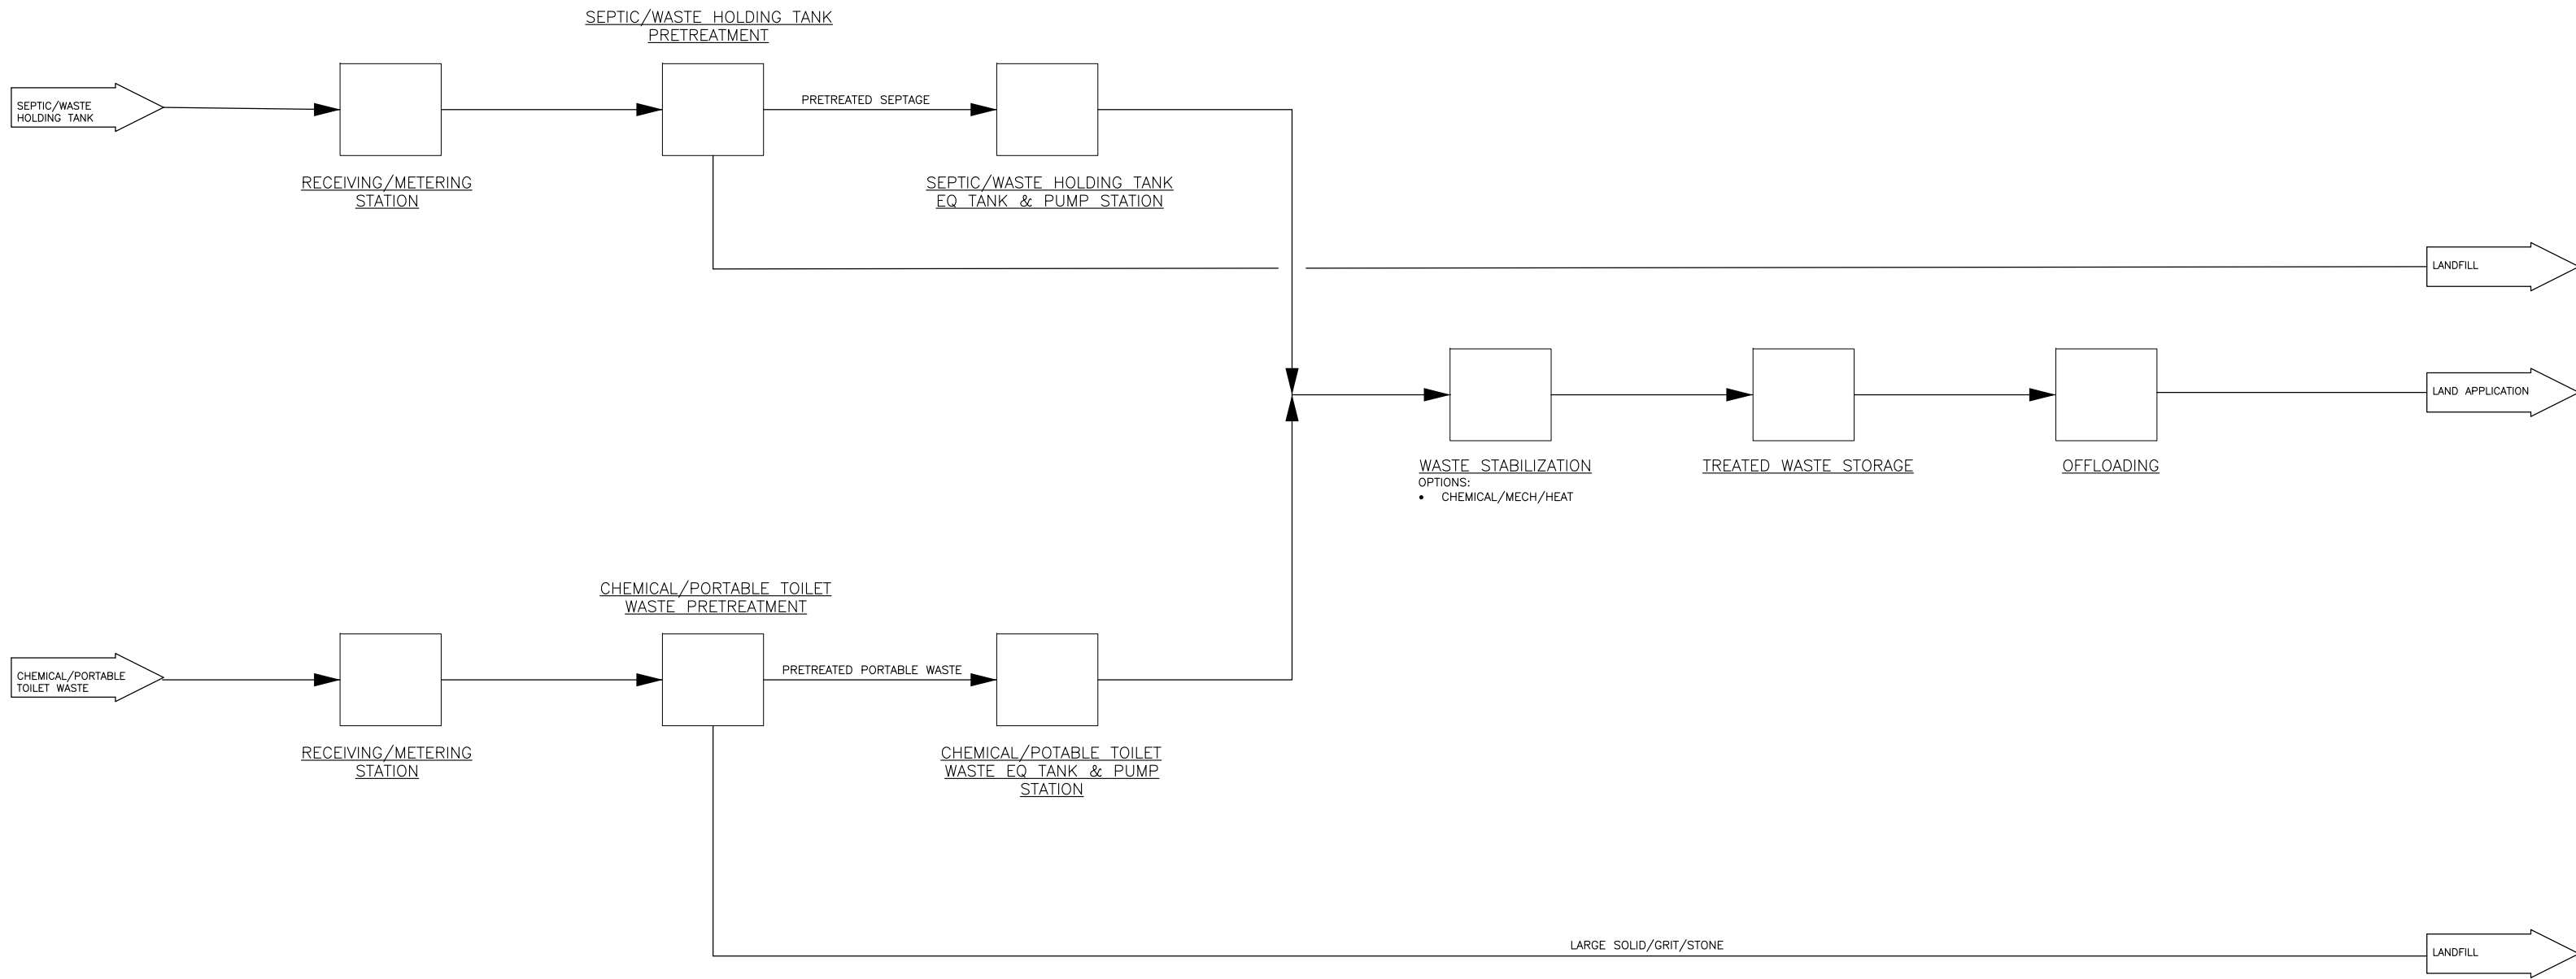 SEPTIC/WASTE HOLDING TANK
PRETREATMENT
SEPTIC/WASTE
HOLDING TANK
PRETREATED SEPTAGE
RECEIVING/METERING
STATION
SEPTIC/WASTE HOLDING TANK
EQ TANK & PUMP STATION
LANDFILL
LAND APPLICATION
WASTE STABILIZATION
OPTIONS:
• CHEMICAL/MECH/HEAT
TREATED WASTE STORAGE
OFFLOADING
CHEMICAL/PORTABLE TOILET
WASTE PRETREATMENT
CHEMICAL/PORTABLE
TOILET WASTE
PRETREATED PORTABLE WASTE
RECEIVING/METERING
STATION
CHEMICAL/POTABLE TOILET
WASTE EQ TANK & PUMP
STATION
LARGE SOLID/GRIT/STONE
LANDFILL